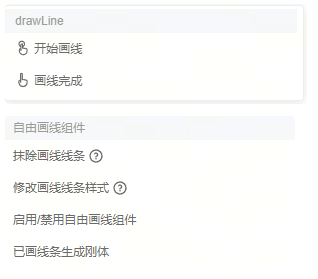 drawLine
开始画线
画线完成
自由画线组件
抹除画线线条
修改画线线条样式
启用/禁用自由画线组件
已画线条生成刚体